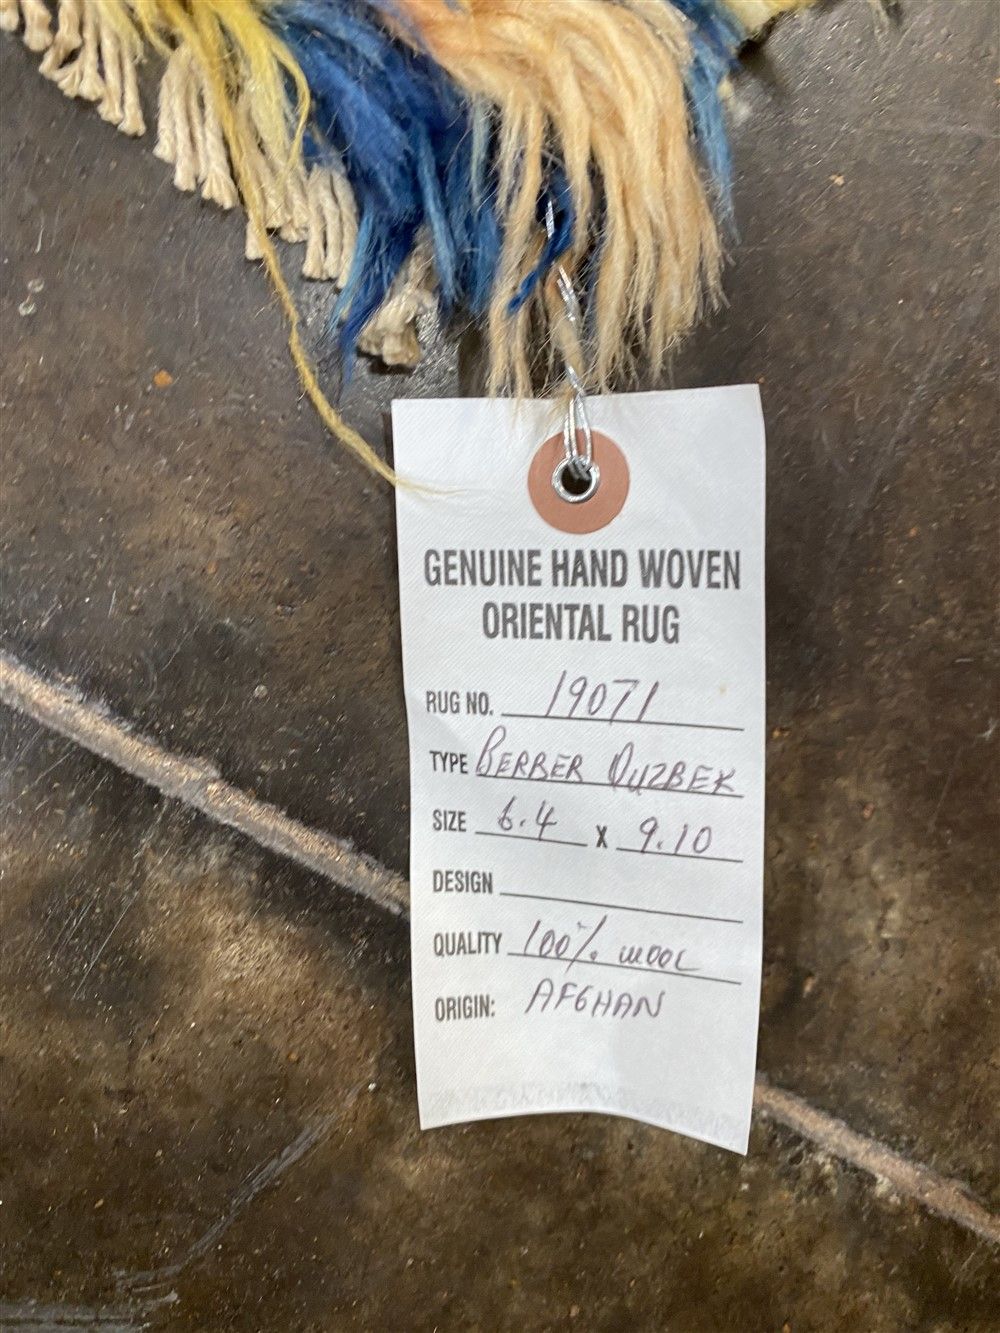 GENUINE HAND WOVEN
ORIENTAL RUG
RUG NO. 19071
TYPE BERBER OUZBEK
SIZE 6.4 X 9.10
DESIGN
QUALITY 100% WOOL
ORIGIN: AFGHAN